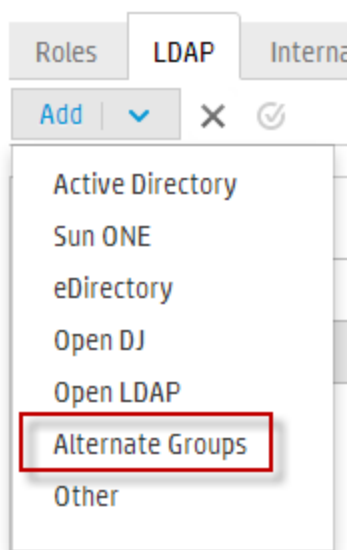 Roles LDAP Interna
Add
Active Directory
Sun ONE
eDirectory
Open DJ
Open LDAP
Alternate Groups
Other